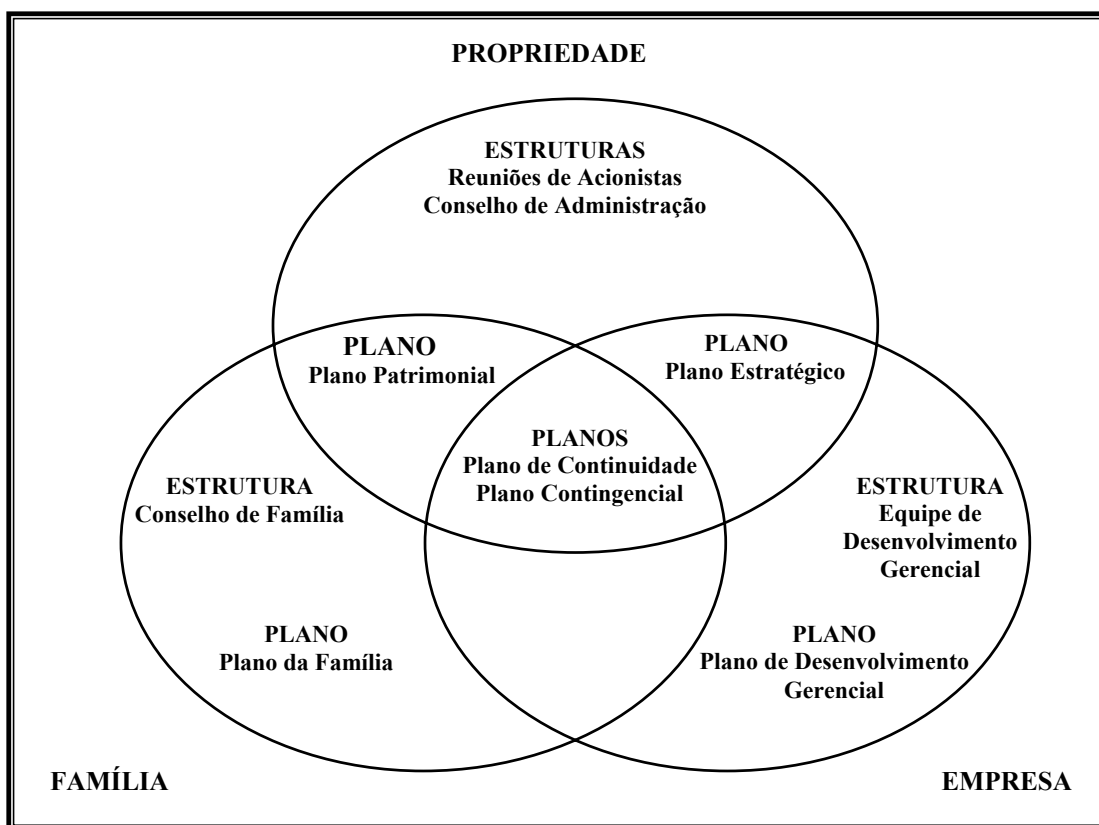 PROPRIEDADE
ESTRUTURAS
Reuniões de Acionistas
Conselho de Administração
PLANO
Plano Patrimonial
PLANO
Plano Estratégico
PLANOS
Plano de Continuidade
Plano Contingencial
ESTRUTURA
Conselho de Família
ESTRUTURA
Equipe de
Desenvolvimento
Gerencial
PLANO
Plano da Família
PLANO
Plano de Desenvolvimento
Gerencial
FAMÍLIA
EMPRESA